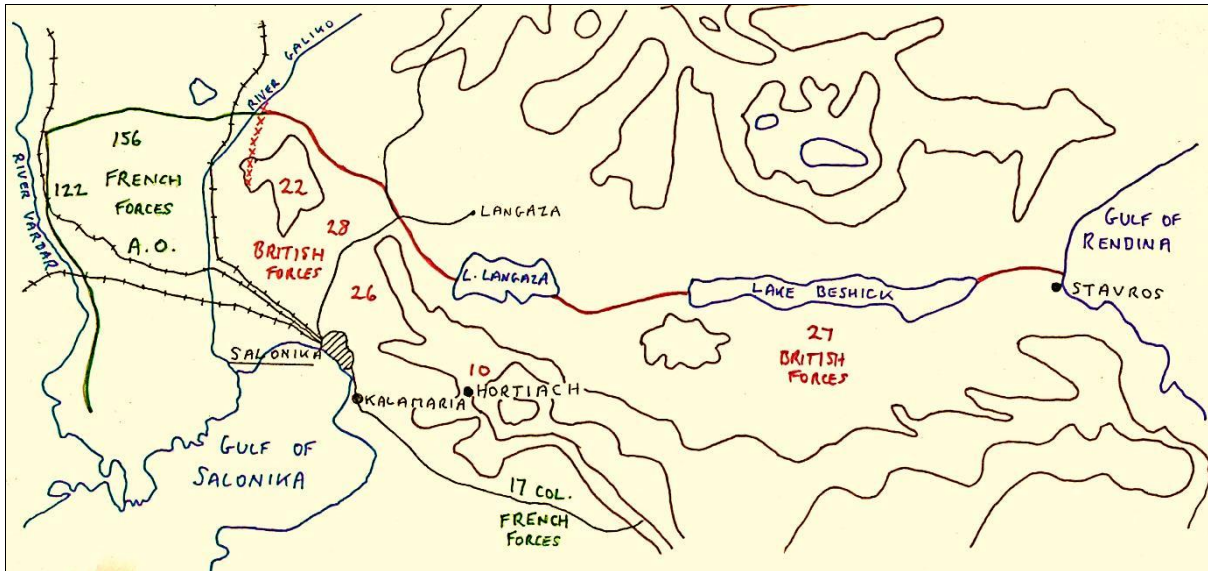 RIVER GALIKO
156
122
FRENCH
FORCES
A.O.
RIVER VARDAR
22
28
BRITISH
FORCES
LANGAZA
GULF OF
RENDINA
26
L. LANGAZA
LAKE BESHICK
STAVROS
27
BRITISH
FORCES
SALONIKA
10
HORTIACH
KALAMARIA
GULF OF
SALONIKA
17 COL.
FRENCH
FORCES